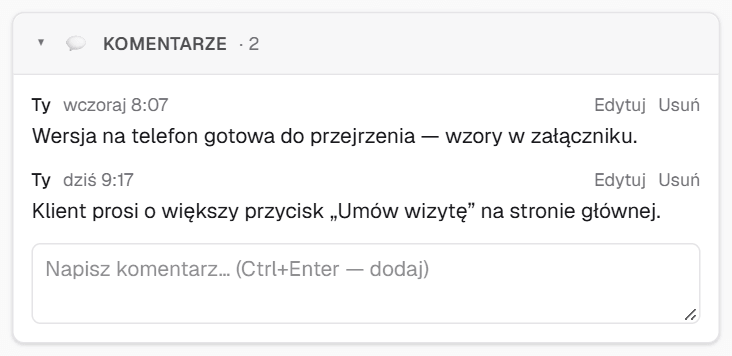 KOMENTARZE · 2
Ty wczoraj 8:07 Edytuj Usuń
Wersja na telefon gotowa do przejrzenia — wzory w załączniku.
Ty dziś 9:17 Edytuj Usuń
Klient prosi o większy przycisk „Umów wizytę” na stronie głównej.
Napisz komentarz... (Ctrl+Enter — dodaj)